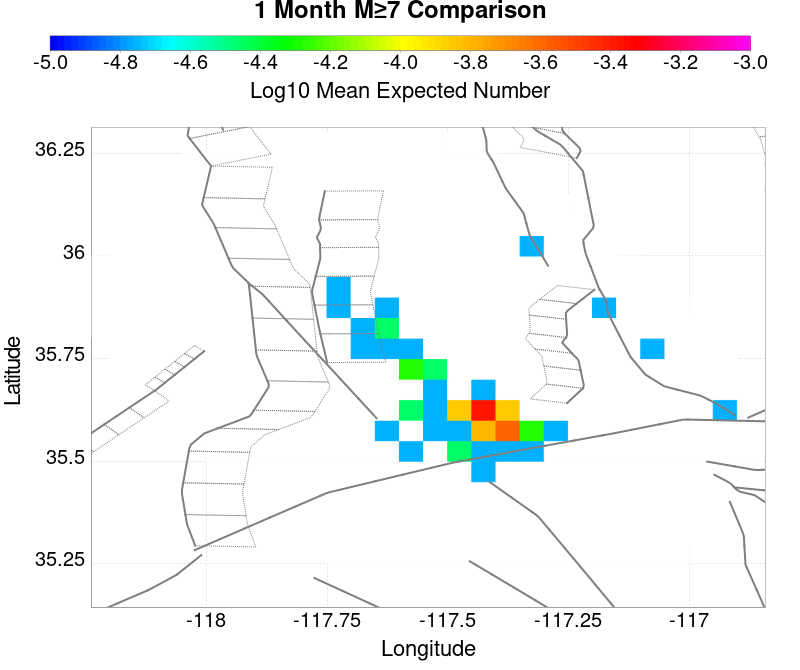 1 Month M≥7 Comparison
-5.0 -4.8 -4.6 -4.4 -4.2 -4.0 -3.8 -3.6 -3.4 -3.2 -3.0
Log10 Mean Expected Number
36.25
36
35.75
35.5
35.25
Latitude
-118 -117.75 -117.5 -117.25 -117
Longitude